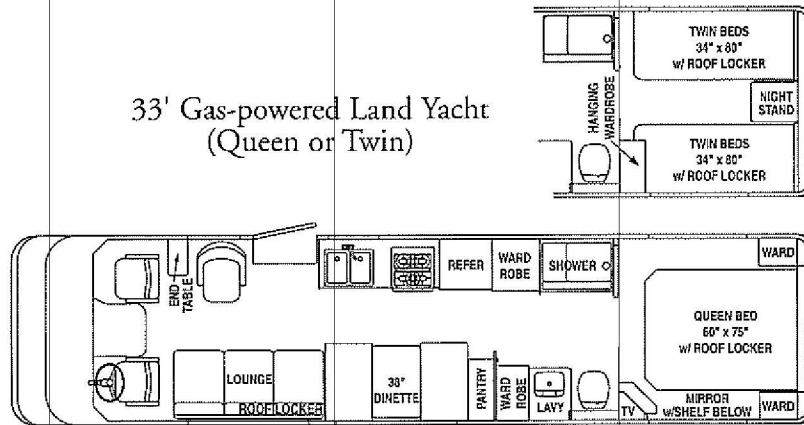 33' Gas-powered Land Yacht
(Queen or Twin)
TWIN BEDS
34" x 80"
w/ ROOF LOCKER
NIGHT
STAND
HANGING
WARDROBE
TWIN BEDS
34" x 80"
w/ ROOF LOCKER
END
TABLE
REFER
WARD
ROBE
SHOWER
WARD
QUEEN BED
60" x 75"
w/ ROOF LOCKER
LOUNGE
ROOF LOCKER
38"
DINETTE
PANTRY
WARD
ROBE
LAVY
TV
MIRROR
w/SHELF BELOW
WARD